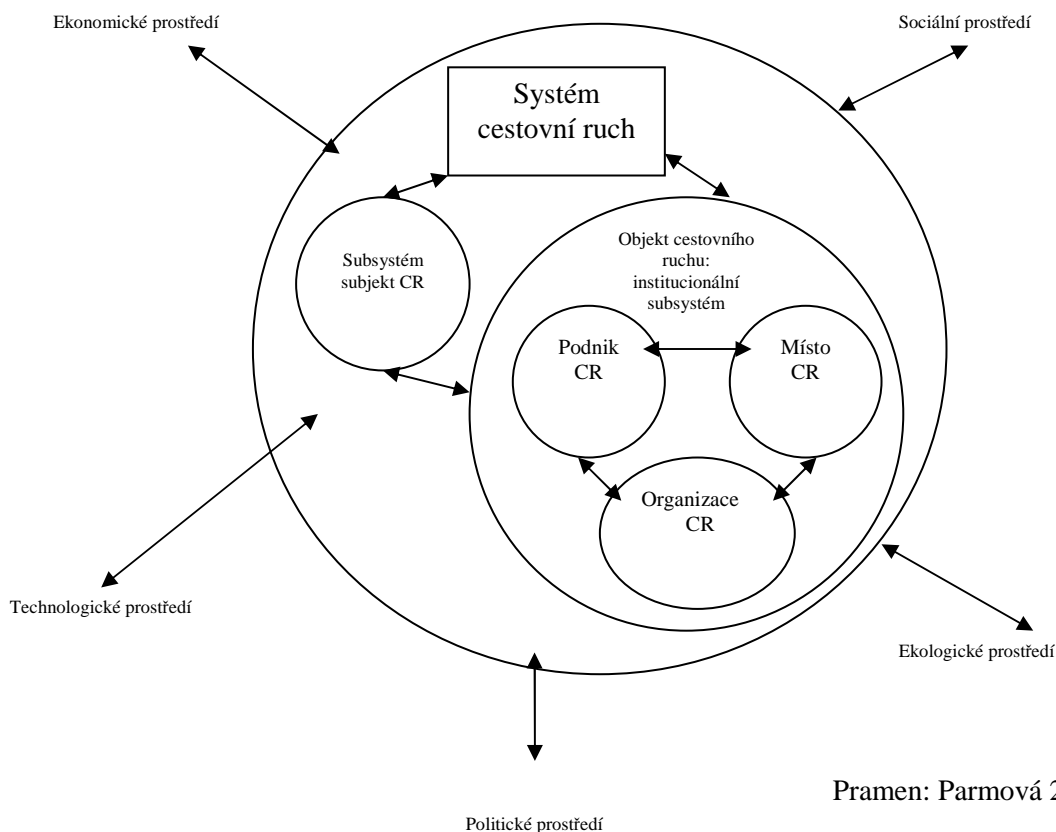 Ekonomické prostředí
Sociální prostředí
Systém
cestovní ruch
Subsystém
subjekt CR
Objekt cestovního
ruchu:
institucionální
subsystém
Podnik
CR
Místo
CR
Organizace
CR
Technologické prostředí
Ekologické prostředí
Pramen: Parmová 2
Politické prostředí